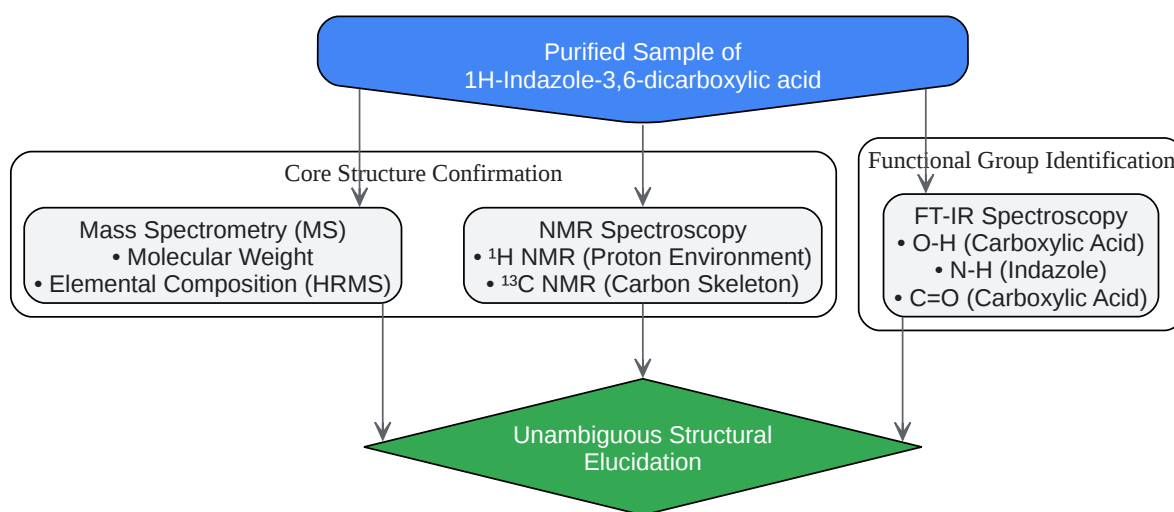 Purified Sample of
1H-Indazole-3,6-dicarboxylic acid
Core Structure Confirmation
Mass Spectrometry (MS)
• Molecular Weight
• Elemental Composition (HRMS)
NMR Spectroscopy
• ¹H NMR (Proton Environment)
• ¹³C NMR (Carbon Skeleton)
Functional Group Identification
FT-IR Spectroscopy
• O-H (Carboxylic Acid)
• N-H (Indazole)
• C=O (Carboxylic Acid)
Unambiguous Structural
Elucidation